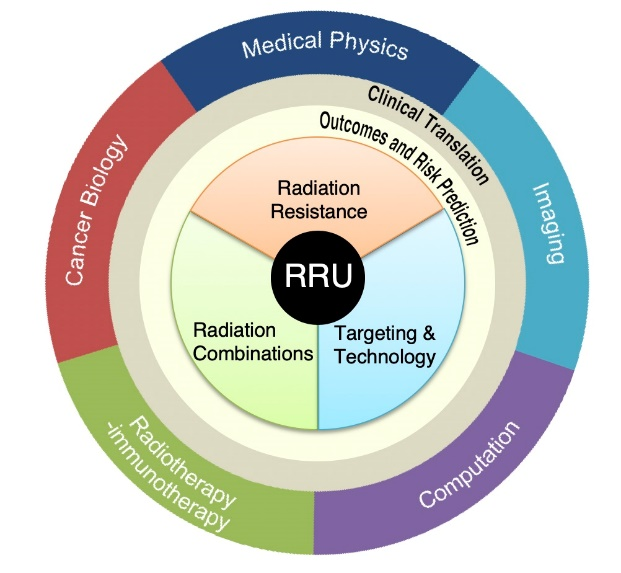 Medical Physics
Clinical Translation
Outcomes and Risk Prediction
Cancer Biology
Imaging
Radiation
Resistance
RRU
Radiation
Combinations
Targeting &
Technology
Radiotherapy
-immunotherapy
Computation